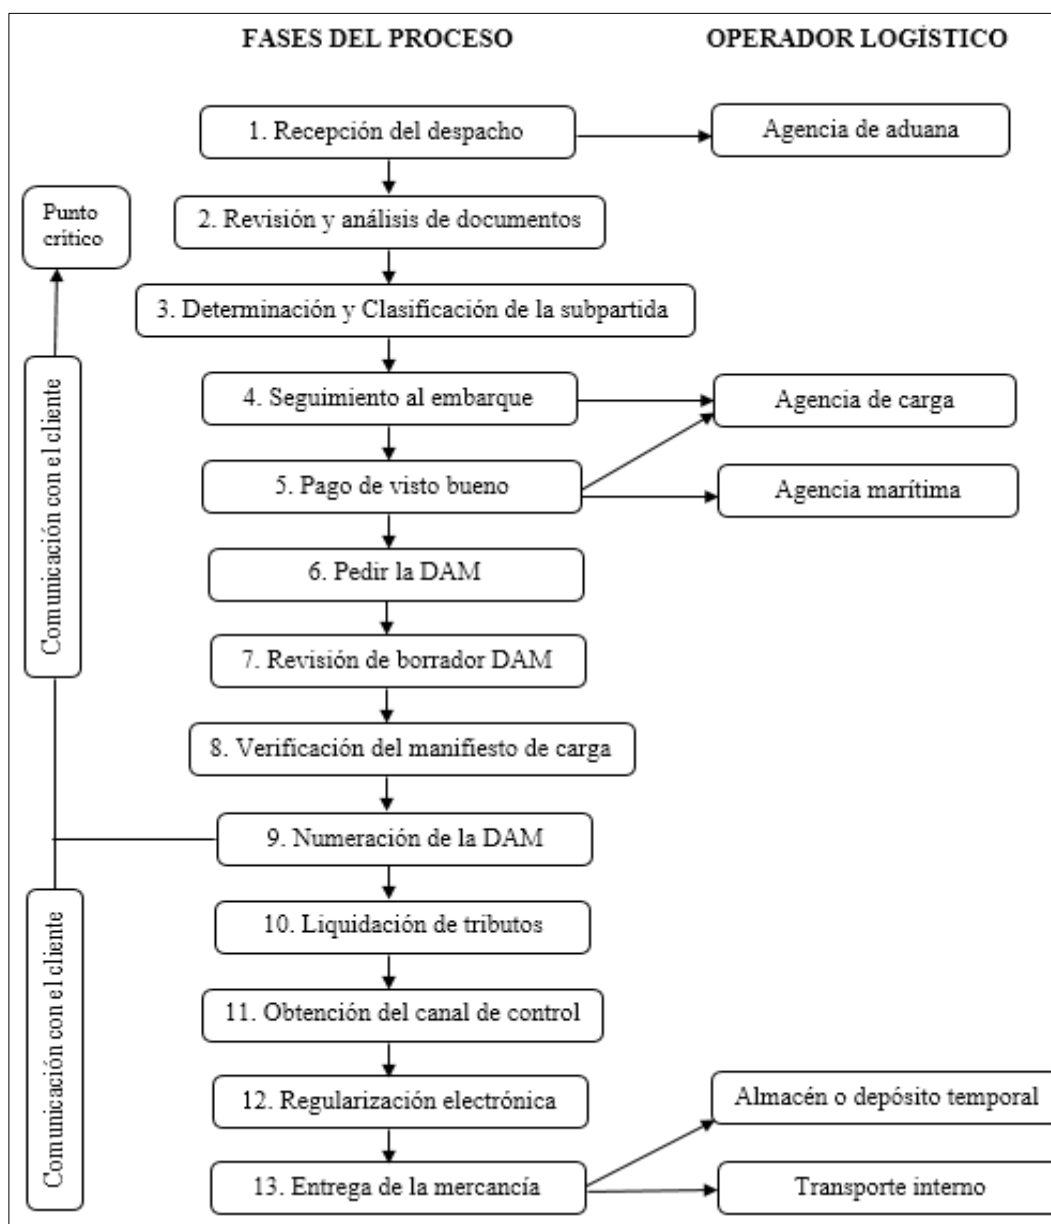 FASES DEL PROCESO
OPERADOR LOGÍSTICO
1. Recepción del despacho
Agencia de aduana
Punto
crítico
2. Revisión y análisis de documentos
3. Determinación y Clasificación de la subpartida
Comunicación con el cliente
4. Seguimiento al embarque
Agencia de carga
5. Pago de visto bueno
Agencia marítima
6. Pedir la DAM
7. Revisión de borrador DAM
8. Verificación del manifiesto de carga
9. Numeración de la DAM
Comunicación con el cliente
10. Liquidación de tributos
11. Obtención del canal de control
12. Regularización electrónica
Almacén o depósito temporal
13. Entrega de la mercancía
Transporte interno